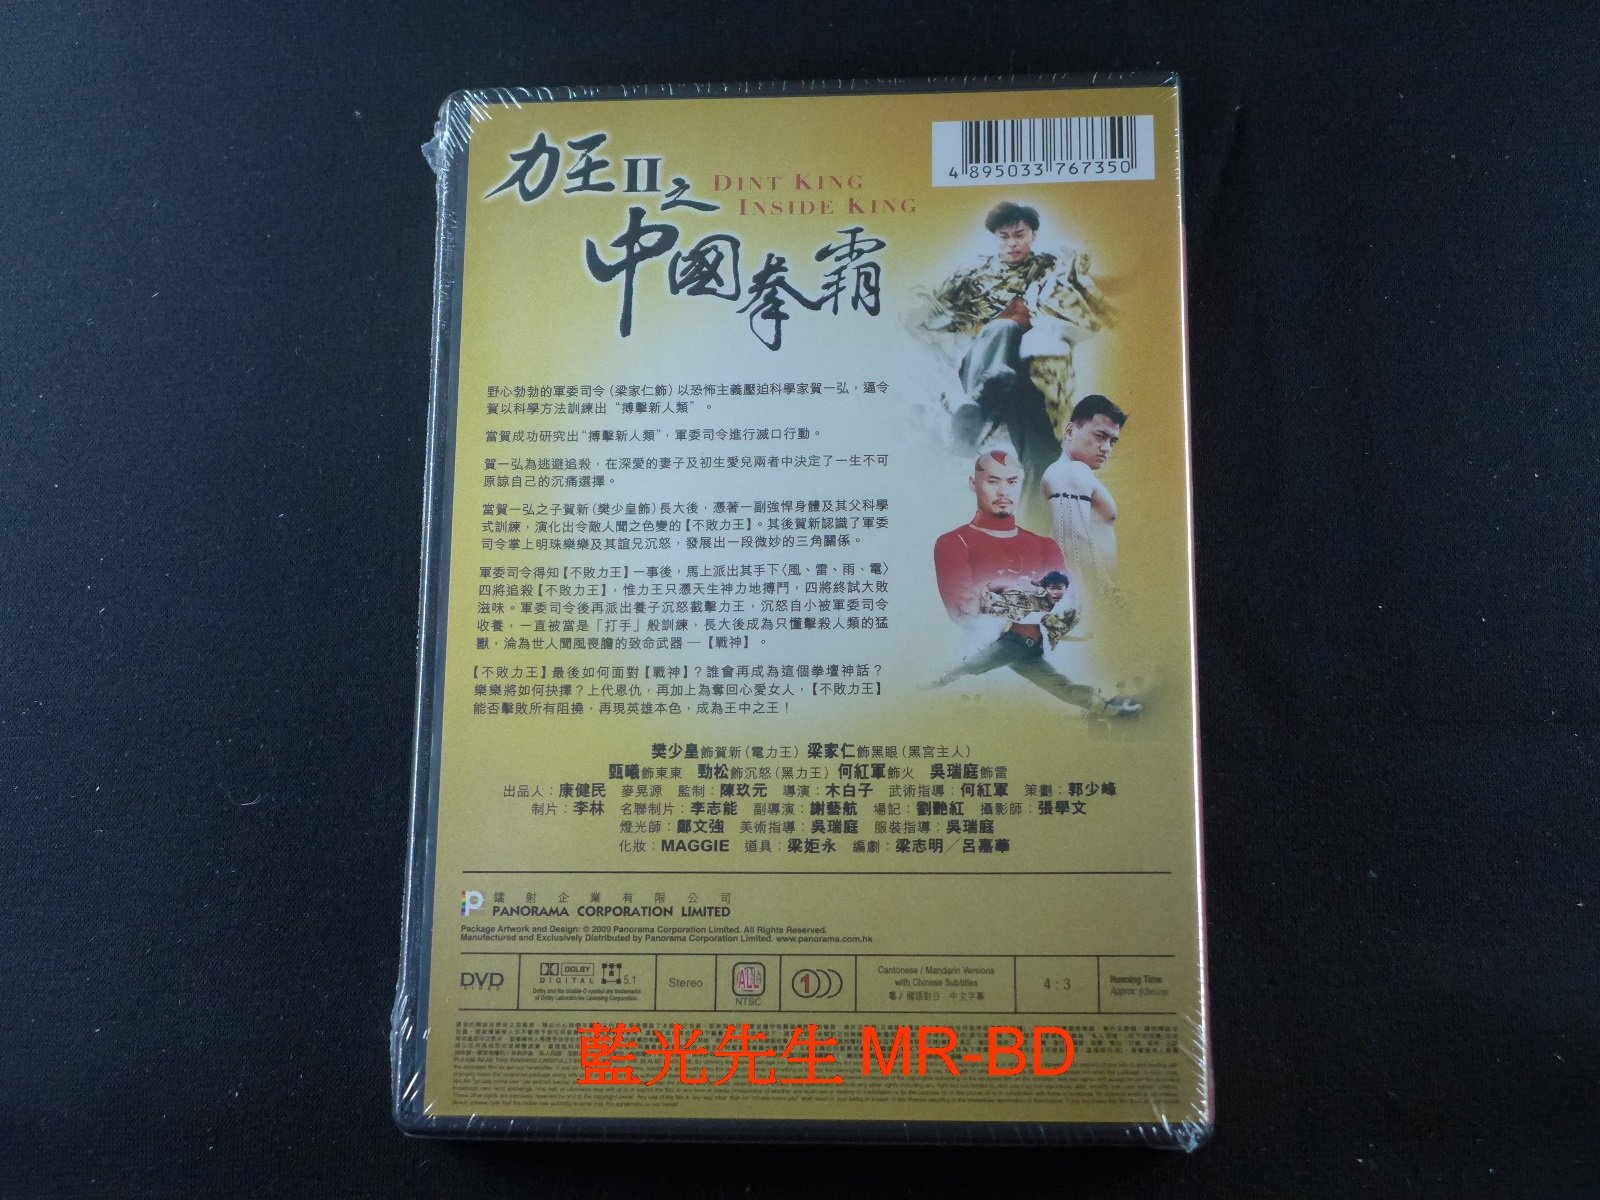 力王II之
DINT KING
INSIDE KING
中國拳霸
4 895033 767350
野心勃勃的軍委司令（梁家仁飾）以恐怖主義壓迫科學家賀一弘，逼令
賀以科學方法訓練出 “搏擊新人類” 。
當賀成功研究出“搏擊新人類”，軍委司令進行滅口行動。
賀一弘為逃避追殺，在深愛的妻子及初生愛兒兩者中決定了一生不可
原諒自己的沉痛選擇。
當賀一弘之子賀新（樊少皇飾）長大後，憑著一副強悍身體及其父科學
式訓練，演化出令敵人聞之色變的【不敗力王】。其後賀新認識了軍委
司令掌上明珠樂樂及其誼兄沉怒，發展出一段微妙的三角關係。
軍委司令得知【不敗力王】一事後，馬上派出其手下〈風、雷、雨、電〉
四將追殺【不敗力王】，惟力王只憑天生神力地搏鬥，四將終試大敗
滋味。軍委司令後再派出養子沉怒截擊力王，沉怒自小被軍委司令
收養，一直被當是「打手」般訓練，長大後成為只懂擊殺人類的猛
獸，淪為世人聞風喪膽的致命武器 —【戰神】。
【不敗力王】最後如何面對【戰神】？誰會再成為這個拳壇神話？
樂樂將如何抉擇？上代恩仇，再加上為奪回心愛女人，【不敗力王】
能否擊敗所有阻撓，再現英雄本色，成為王中之王！
樊少皇飾賀新（電力王） 梁家仁飾黑眼（黑宮主人）
甄曦飾東東 勁松飾沉怒（黑力王） 何紅軍飾火 吳瑞庭飾雷
出品人：康健民 麥晃源 監制：陳玖元 導演：木白子 武術指導：何紅軍 策劃：郭少峰
制片：李林 名聯制片：李志能 副導演：謝藝航 場記：劉艷紅 攝影師：張學文
燈光師：鄭文強 美術指導：吳瑞庭 服裝指導：吳瑞庭
化妝：MAGGIE 道具：梁姖永 編劇：梁志明／呂嘉華
鐳射企業有限公司
PANORAMA CORPORATION LIMITED
Package Artwork and Design: © 2009 Panorama Corporation Limited. All Rights Reserved.
Manufactured and Exclusively Distributed by Panorama Corporation Limited. www.panorama.com.hk
DVD VIDEO
DOLBY DIGITAL 5.1
Dolby and the double-D symbol are trademarks of Dolby Laboratories Licensing Corporation.
Stereo
ALL
NTSC
1
Cantonese / Mandarin Versions
with Chinese Subtitles
粵/國語對白 中文字幕
4 : 3
Running Time
Approx. 99mins
藍光先生 MR-BD